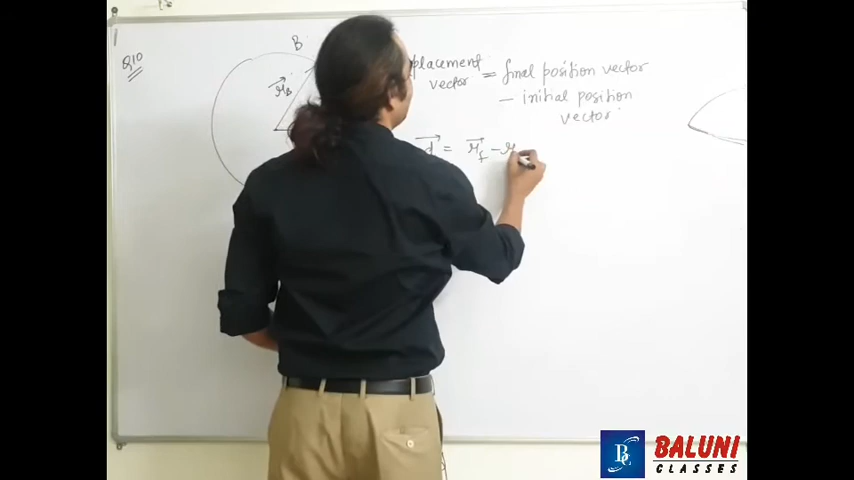 Q10
B
r⃗B
placement
vector = final position vector
- initial position
vector
d⃗ = r⃗f - r
BALUNI
CLASSES